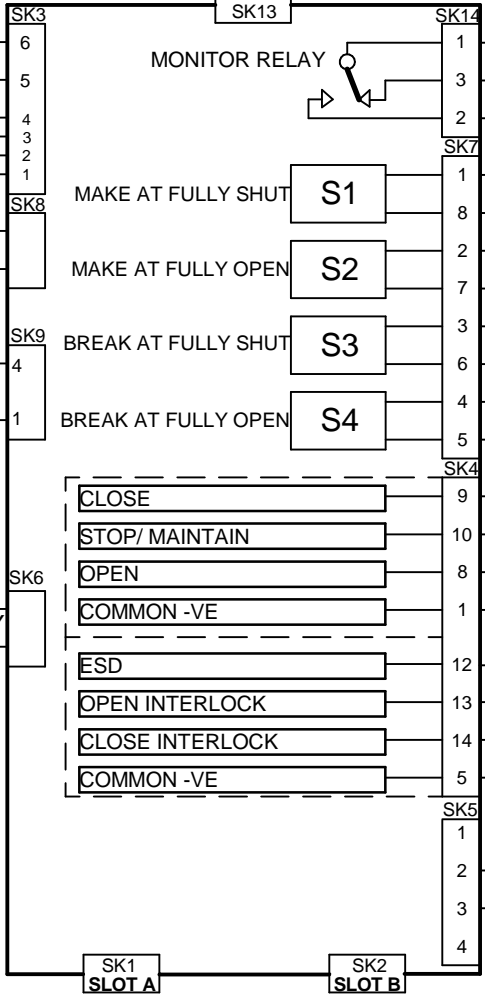 SK3
SK13
SK14
6
5
4
3
2
1
MONITOR RELAY
1
3
2
SK7
SK8
MAKE AT FULLY SHUT
S1
1
8
MAKE AT FULLY OPEN
S2
2
7
BREAK AT FULLY SHUT
S3
3
6
SK9
4
1
BREAK AT FULLY OPEN
S4
4
5
SK4
CLOSE
9
STOP/ MAINTAIN
10
OPEN
8
COMMON -VE
1
SK6
ESD
12
OPEN INTERLOCK
13
CLOSE INTERLOCK
14
COMMON -VE
5
SK5
1
2
3
4
SK1
SLOT A
SK2
SLOT B